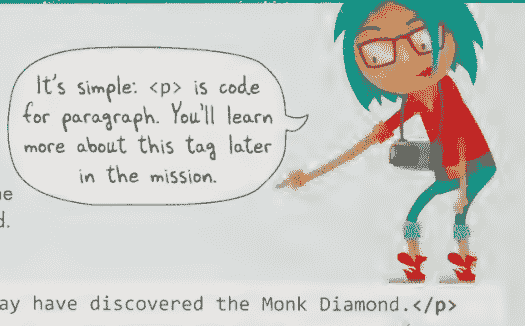 It's simple: <p> is code
for paragraph. You'll learn
more about this tag later
in the mission.
d.
ay have discovered the Monk Diamond.</p>